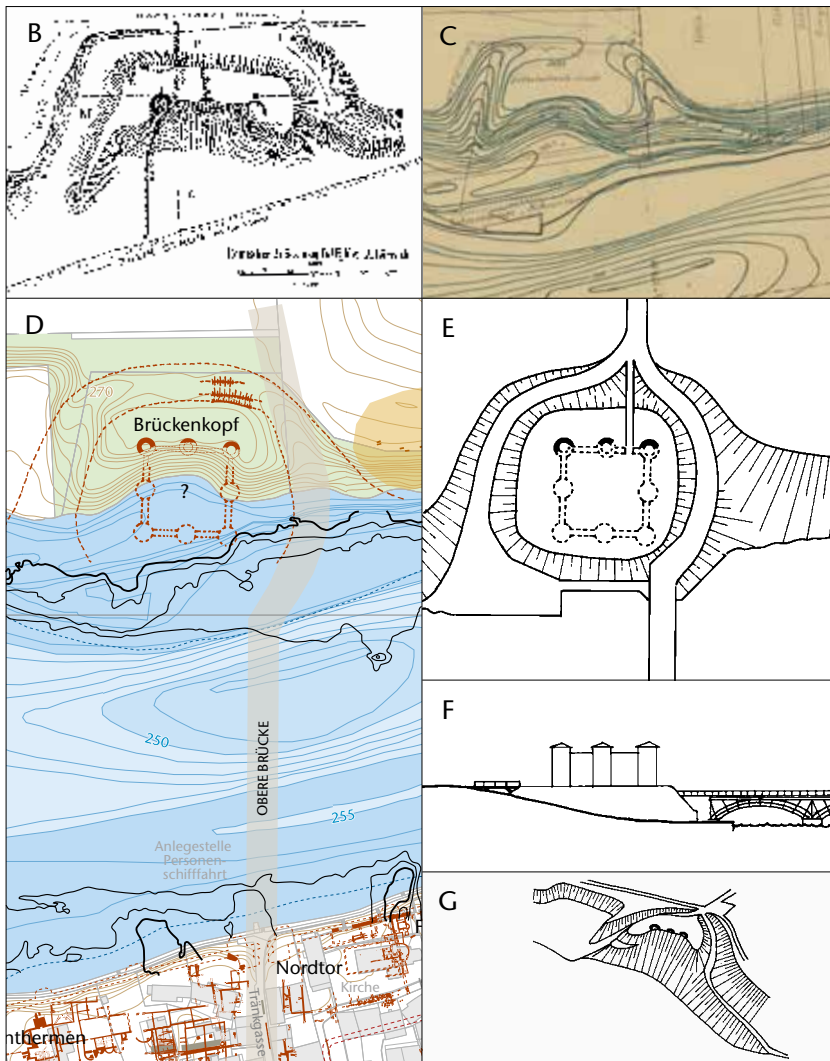 B
C
D
270
Brückenkopf
?
250
OBERE BRÜCKE
255
Anlegestelle
Personen-
schifffahrt
Nordtor
Kirche
Tränkgasse
nthermen
E
F
G